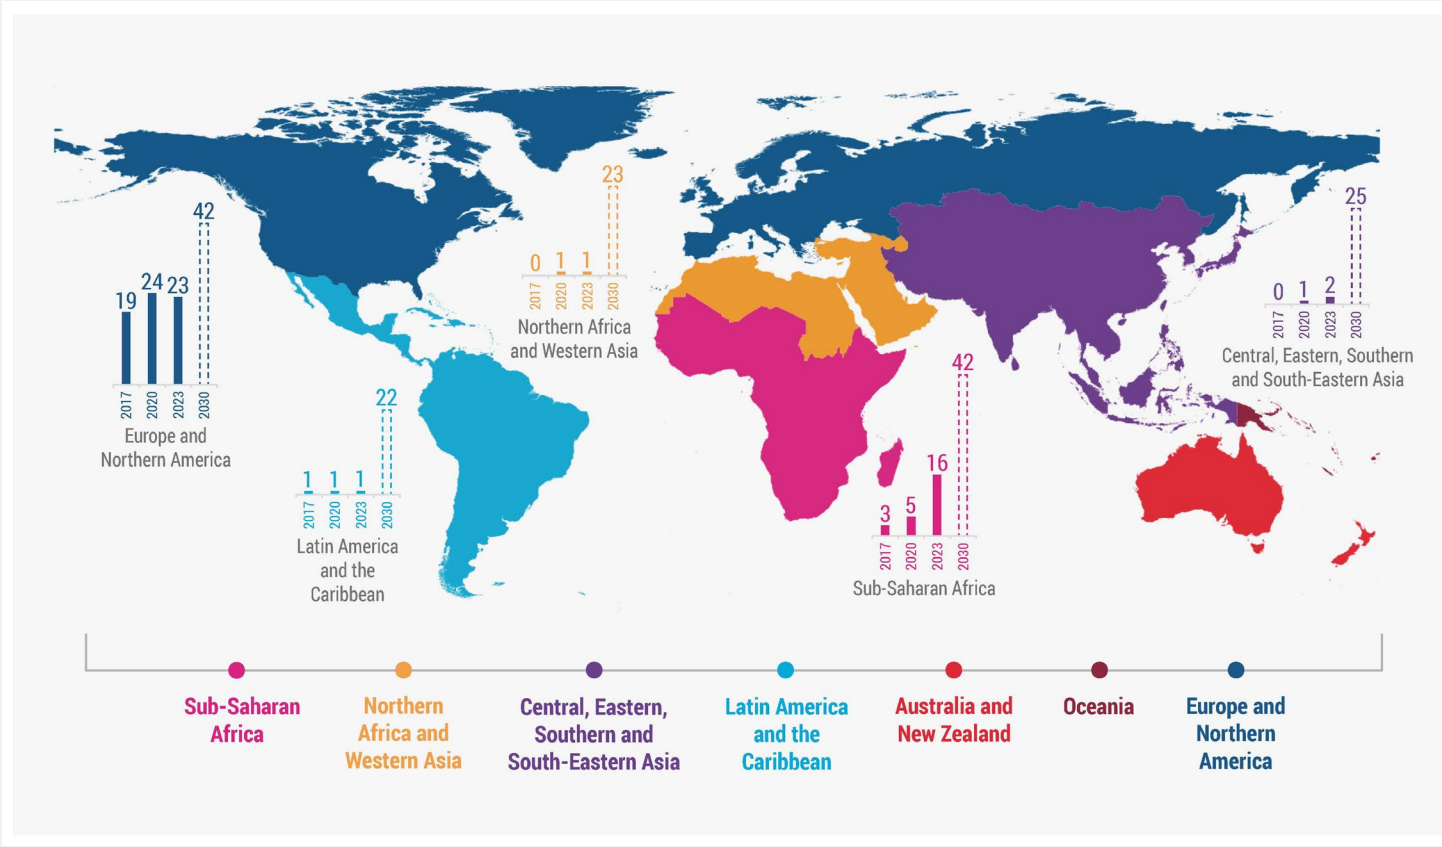 42
24
23
19
2017
2020
2023
2030
Europe and
Northern America
23
0
1
1
2017
2020
2023
2030
Northern Africa
and Western Asia
22
1
1
1
2017
2020
2023
2030
Latin America
and the
Caribbean
42
16
5
3
2017
2020
2023
2030
Sub-Saharan Africa
25
0
1
2
2017
2020
2023
2030
Central, Eastern, Southern
and South-Eastern Asia
Sub-Saharan
Africa
Northern
Africa and
Western Asia
Central, Eastern,
Southern and
South-Eastern Asia
Latin America
and the
Caribbean
Australia and
New Zealand
Oceania
Europe and
Northern
America